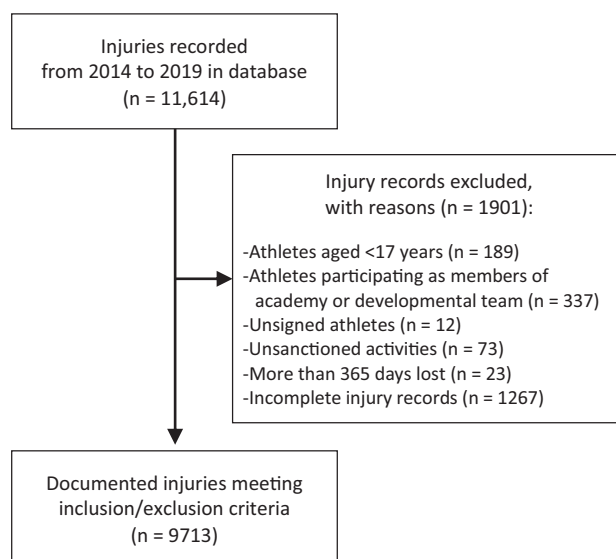 Injuries recorded
from 2014 to 2019 in database
(n = 11,614)
Injury records excluded,
with reasons (n = 1901):
-Athletes aged <17 years (n = 189)
-Athletes participating as members of
academy or developmental team (n = 337)
-Unsigned athletes (n = 12)
-Unsanctioned activities (n = 73)
-More than 365 days lost (n = 23)
-Incomplete injury records (n = 1267)
Documented injuries meeting
inclusion/exclusion criteria
(n = 9713)